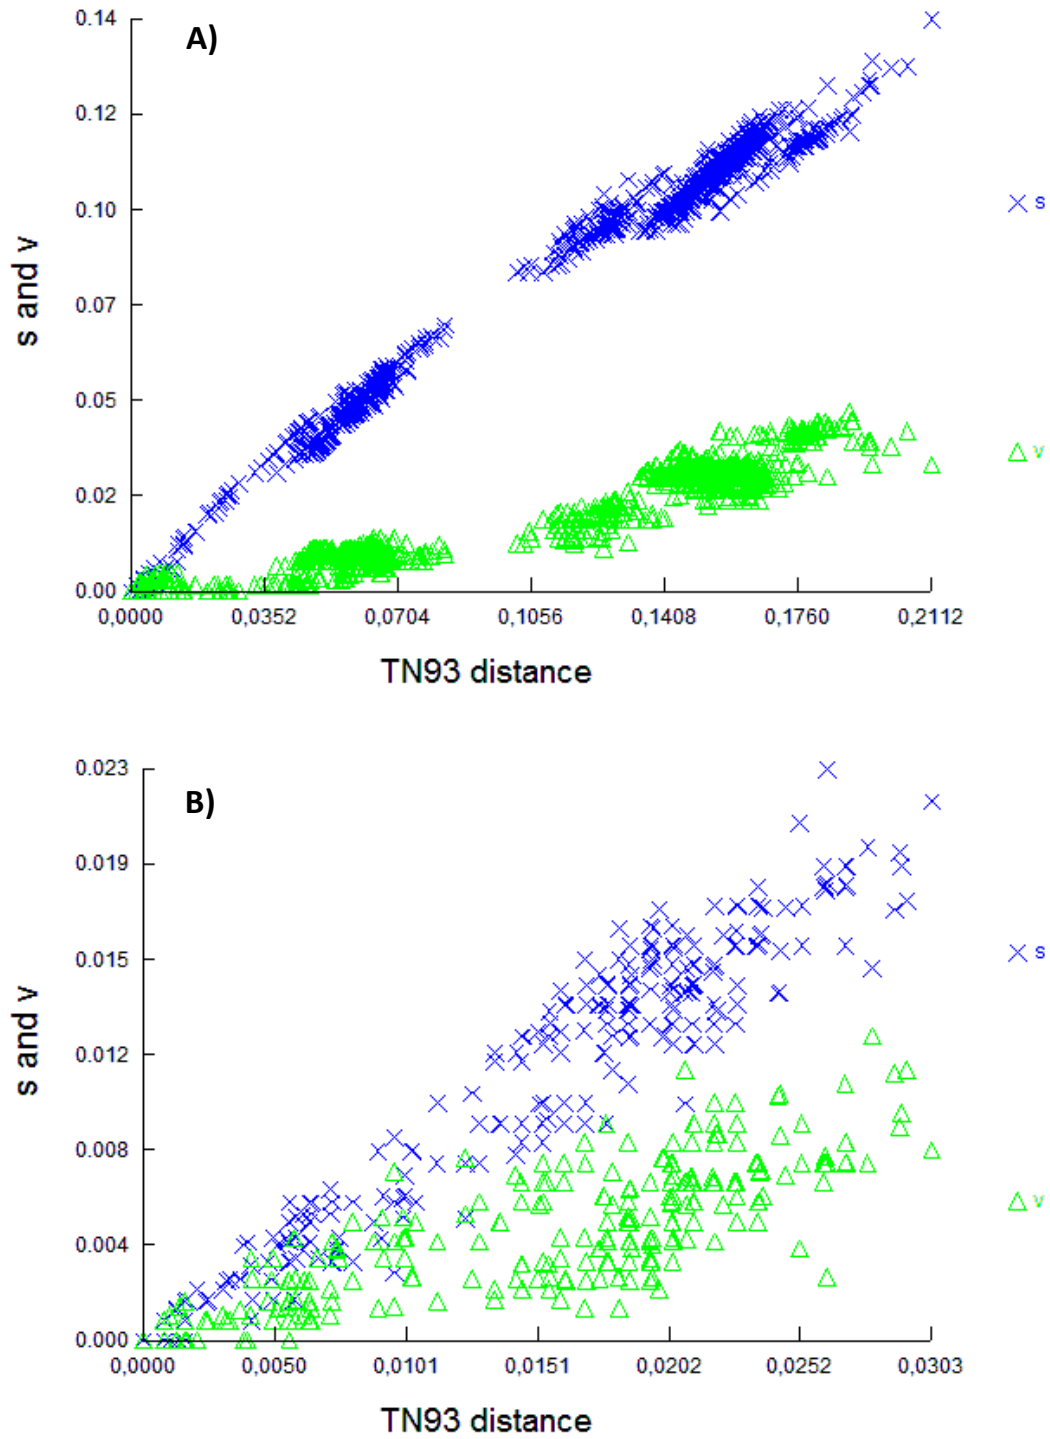 A)
0.14
0.12
0.10
0.07
0.05
0.02
0.00
s and v
0,0000 0,0352 0,0704 0,1056 0,1408 0,1760 0,2112
TN93 distance
s
v
B)
0.023
0.019
0.015
0.012
0.008
0.004
0.000
s and v
0,0000 0,0050 0,0101 0,0151 0,0202 0,0252 0,0303
TN93 distance
s
v